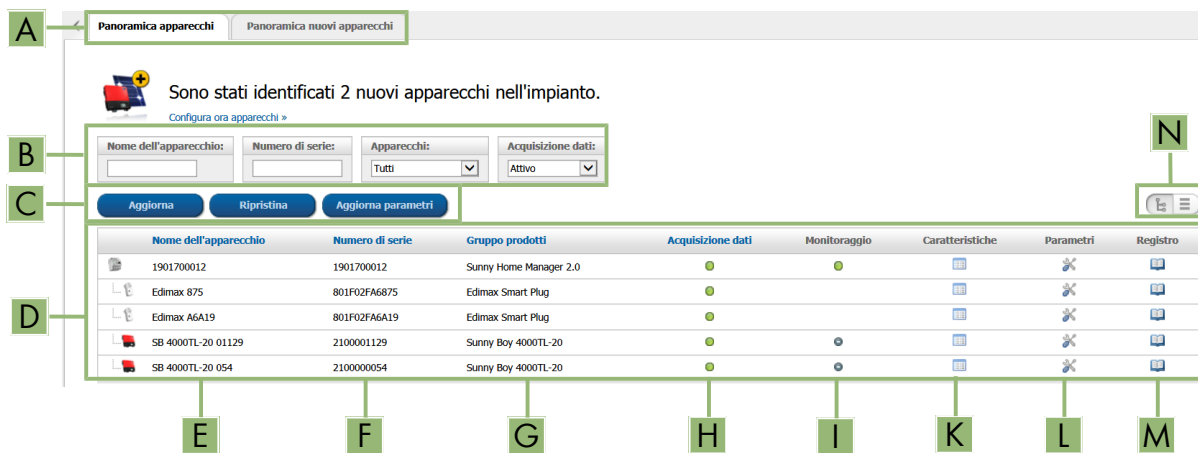 A
Panoramica apparecchi Panoramica nuovi apparecchi
Sono stati identificati 2 nuovi apparecchi nell'impianto.
Configura ora apparecchi »
B
Nome dell'apparecchio: Numero di serie: Apparecchi: Acquisizione dati:
Tutti Attivo
N
C
Aggiorna Ripristina Aggiorna parametri
Nome dell'apparecchio Numero di serie Gruppo prodotti Acquisizione dati Monitoraggio Caratteristiche Parametri Registro
1901700012 1901700012 Sunny Home Manager 2.0
Edimax 875 801F02FA6875 Edimax Smart Plug
D
Edimax A6A19 801F02FA6A19 Edimax Smart Plug
SB 4000TL-20 01129 2100001129 Sunny Boy 4000TL-20
SB 4000TL-20 054 2100000054 Sunny Boy 4000TL-20
E F G H I K L M